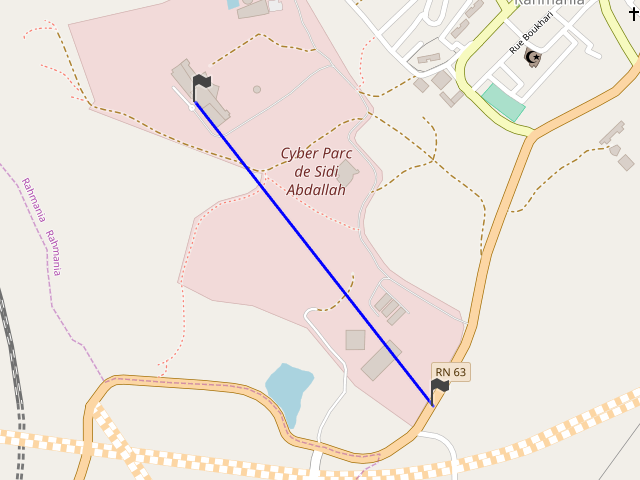 Rahmania
Rue Boukhari
Cyber Parc
de Sidi
Abdallah
Rahmania
Rahmania
RN 63